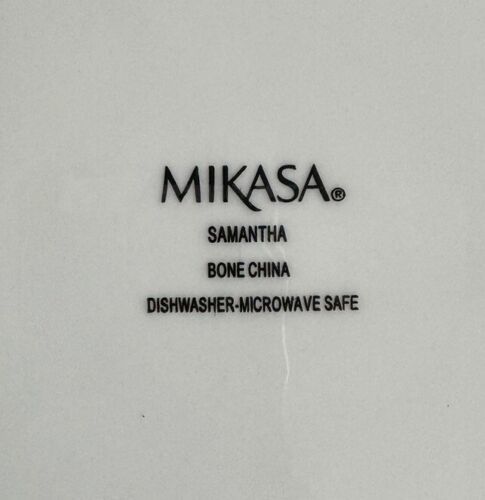 MIKASA®
SAMANTHA
BONE CHINA
DISHWASHER-MICROWAVE SAFE